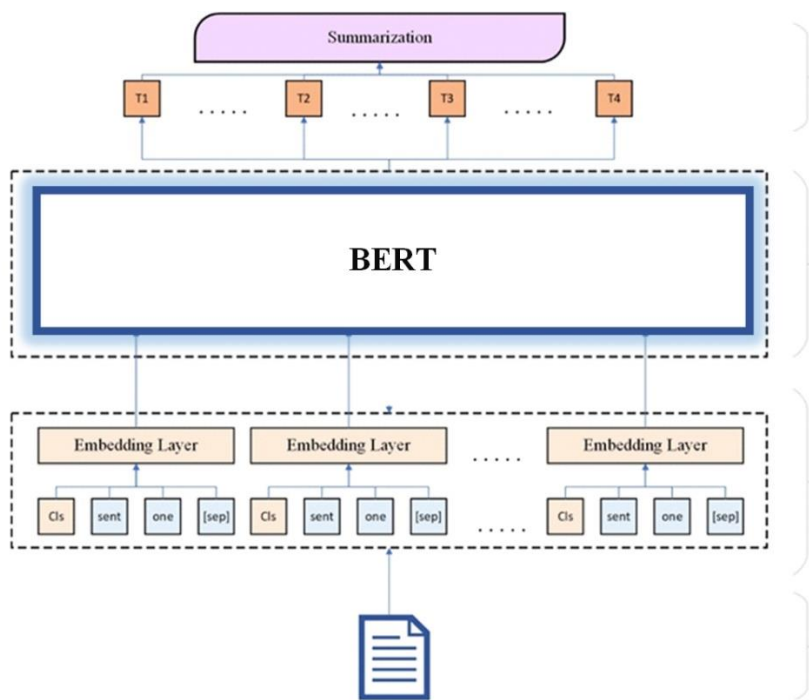 Summarization
T1 ..... T2 ..... T3 ..... T4
BERT
Embedding Layer Embedding Layer ..... Embedding Layer
Cls sent one [sep] Cls sent one [sep] ..... Cls sent one [sep]